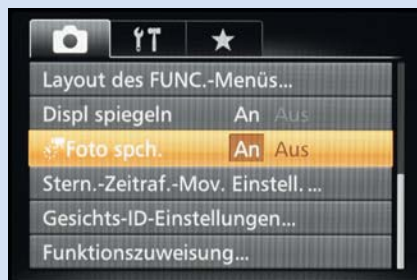 Layout des FUNC.-Menüs...
Displ spiegeln An Aus
Foto spch. An Aus
Stern.-Zeitraf.-Mov. Einstell. ...
Gesichts-ID-Einstellungen...
Funktionszuweisung...